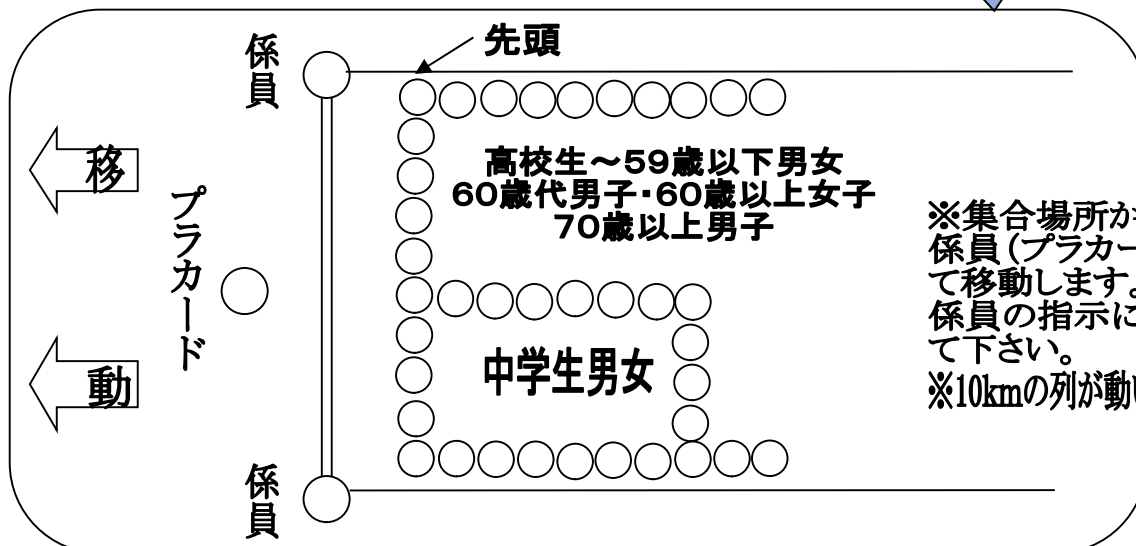 係員
先頭
移
高校生～59歳以下男女
60歳代男子・60歳以上女子
70歳以上男子
プラカード
※集合場所か
係員(プラカー
て移動します。
係員の指示に
て下さい。
※10kmの列が動
中学生男女
動
係員